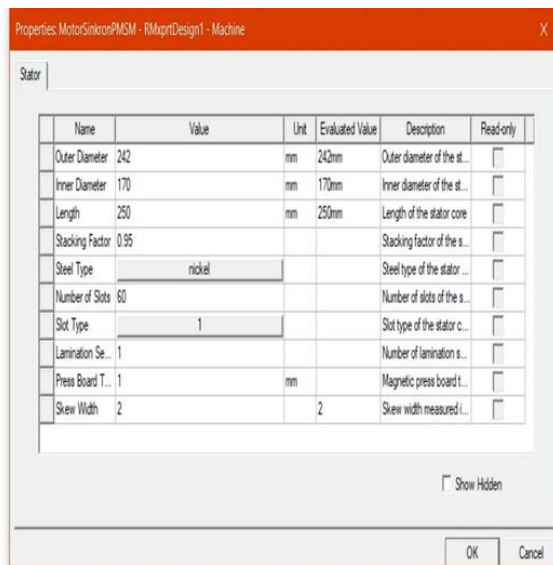 Properties: MotorSinkronPMSM - RMxprtDesign1 - Machine X
Stator
Name Value Unit Evaluated Value Description Read-only
Outer Diameter 242 mm 242mm Outer diameter of the st...
Inner Diameter 170 mm 170mm Inner diameter of the st...
Length 250 mm 250mm Length of the stator core
Stacking Factor 0.95 Stacking factor of the s...
Steel Type nickel Steel type of the stator ...
Number of Slots 60 Number of slots of the s...
Slot Type 1 Slot type of the stator c...
Lamination Se... 1 Number of lamination s...
Press Board T... 1 mm Magnetic press board t...
Skew Width 2 2 Skew width measured i...
Show Hidden
OK Cancel